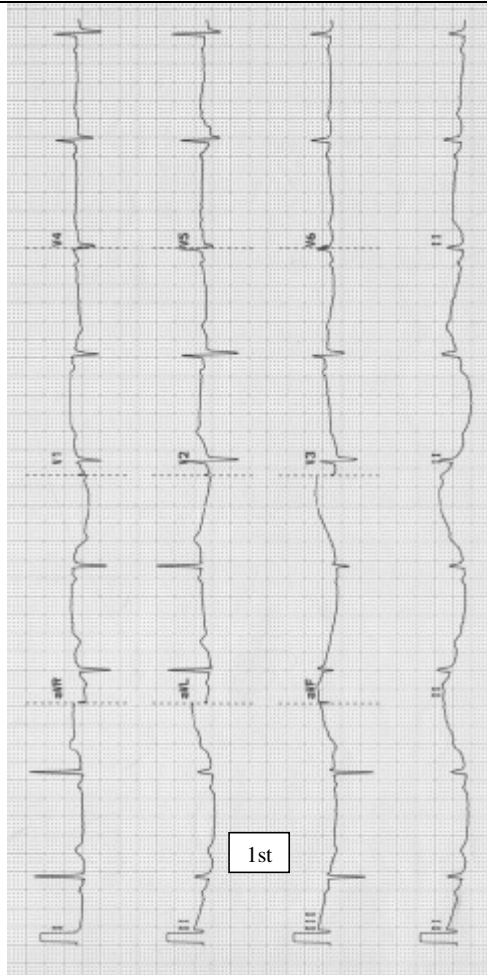 I aVR V1 V4
II aVL V2 V5
III aVF V3 V6
II II II II
1st